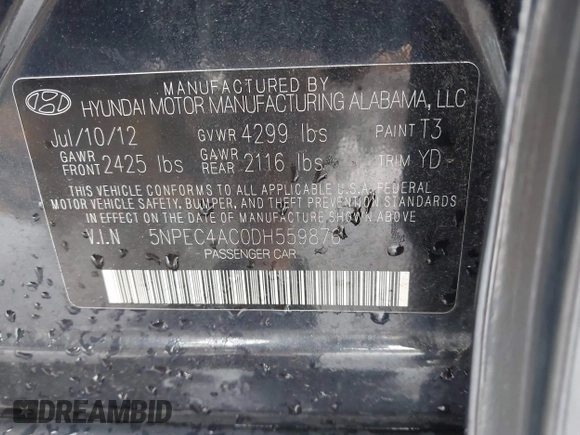 MANUFACTURED BY
HYUNDAI MOTOR MANUFACTURING ALABAMA, LLC
Jul/10/12 GVWR 4299 lbs PAINT T3
GAWR FRONT 2425 lbs GAWR REAR 2116 lbs TRIM YD
THIS VEHICLE CONFORMS TO ALL APPLICABLE U.S.A. FEDERAL
MOTOR VEHICLE SAFETY, BUMPER, AND THEFT PREVENTION STANDARDS
IN EFFECT ON THE DATE OF MANUFACTURE SHOWN ABOVE
V.I.N 5NPEC4AC0DH559876
PASSENGER CAR
DREAMBID